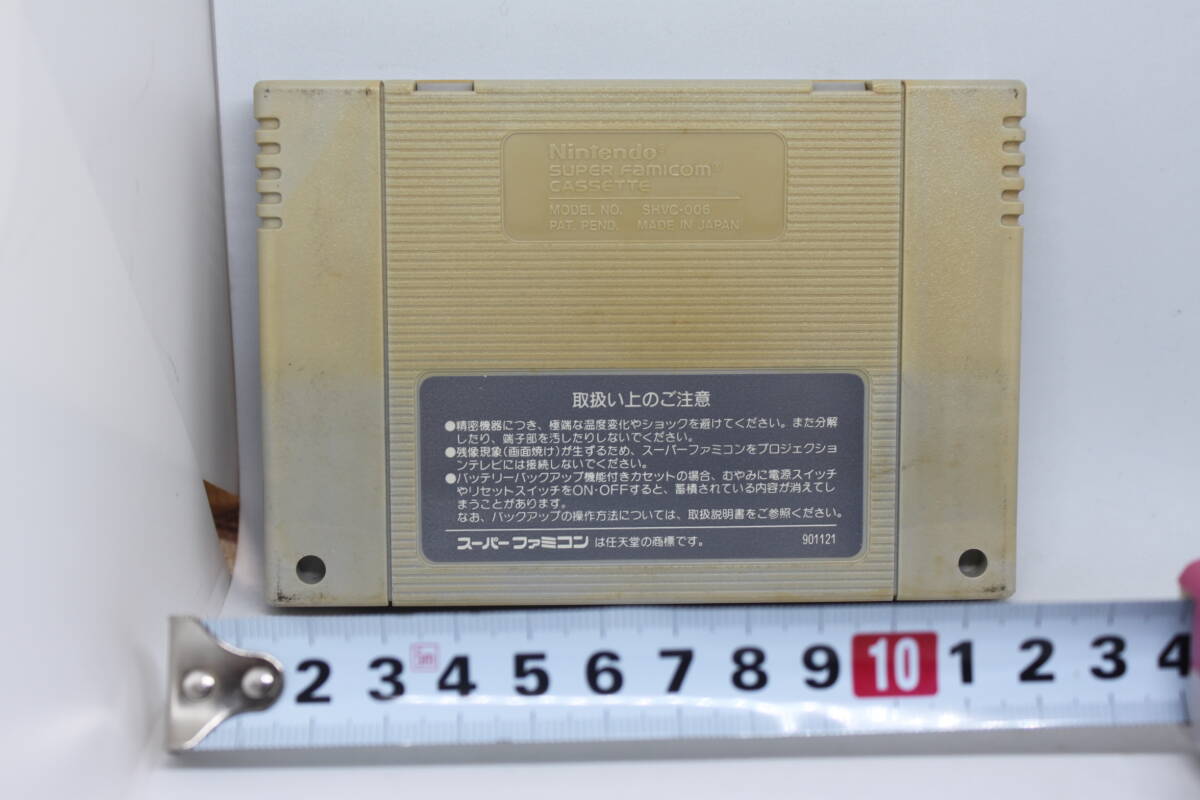 Nintendo®
SUPER FAMICOM™
CASSETTE
MODEL NO. SHVC-006
PAT. PEND. MADE IN JAPAN
取扱い上のご注意
●精密機器につき、極端な温度変化やショックを避けてください。また分解
したり、端子部を汚したりしないでください。
●残像現象(画面焼け)が生ずるため、スーパーファミコンをプロジェクショ
ンテレビには接続しないでください。
●バッテリーバックアップ機能付きカセットの場合、むやみに電源スイッチ
やリセットスイッチをON・OFFすると、蓄積されている内容が消えてし
まうことがあります。
なお、バックアップの操作方法については、取扱説明書をご参照ください。
スーパーファミコン は任天堂の商標です。 901121
2 3 5m 4 5 6 7 8 9 10 1 2 3 4